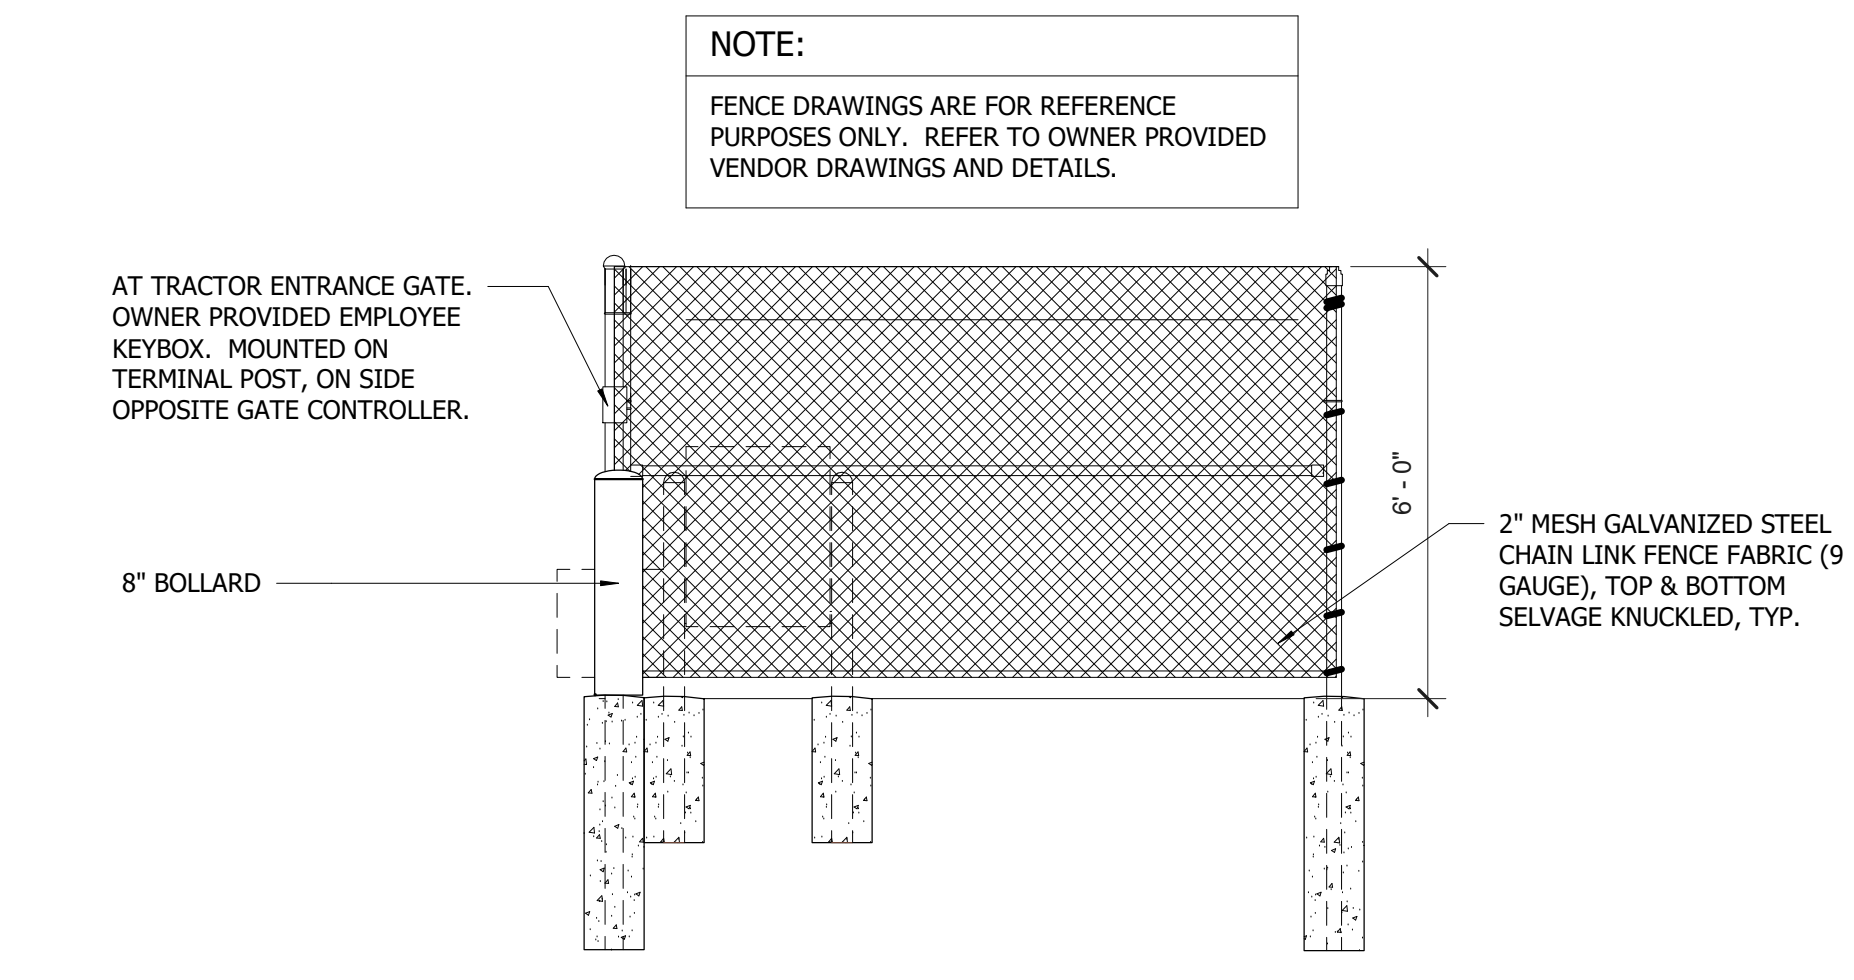 NOTE:
FENCE DRAWINGS ARE FOR REFERENCE
PURPOSES ONLY.  REFER TO OWNER PROVIDED
VENDOR DRAWINGS AND DETAILS.
AT TRACTOR ENTRANCE GATE.
OWNER PROVIDED EMPLOYEE
KEYBOX.  MOUNTED ON
TERMINAL POST, ON SIDE
OPPOSITE GATE CONTROLLER.
8" BOLLARD
6' - 0"
2" MESH GALVANIZED STEEL
CHAIN LINK FENCE FABRIC (9
GAUGE), TOP & BOTTOM
SELVAGE KNUCKLED, TYP.